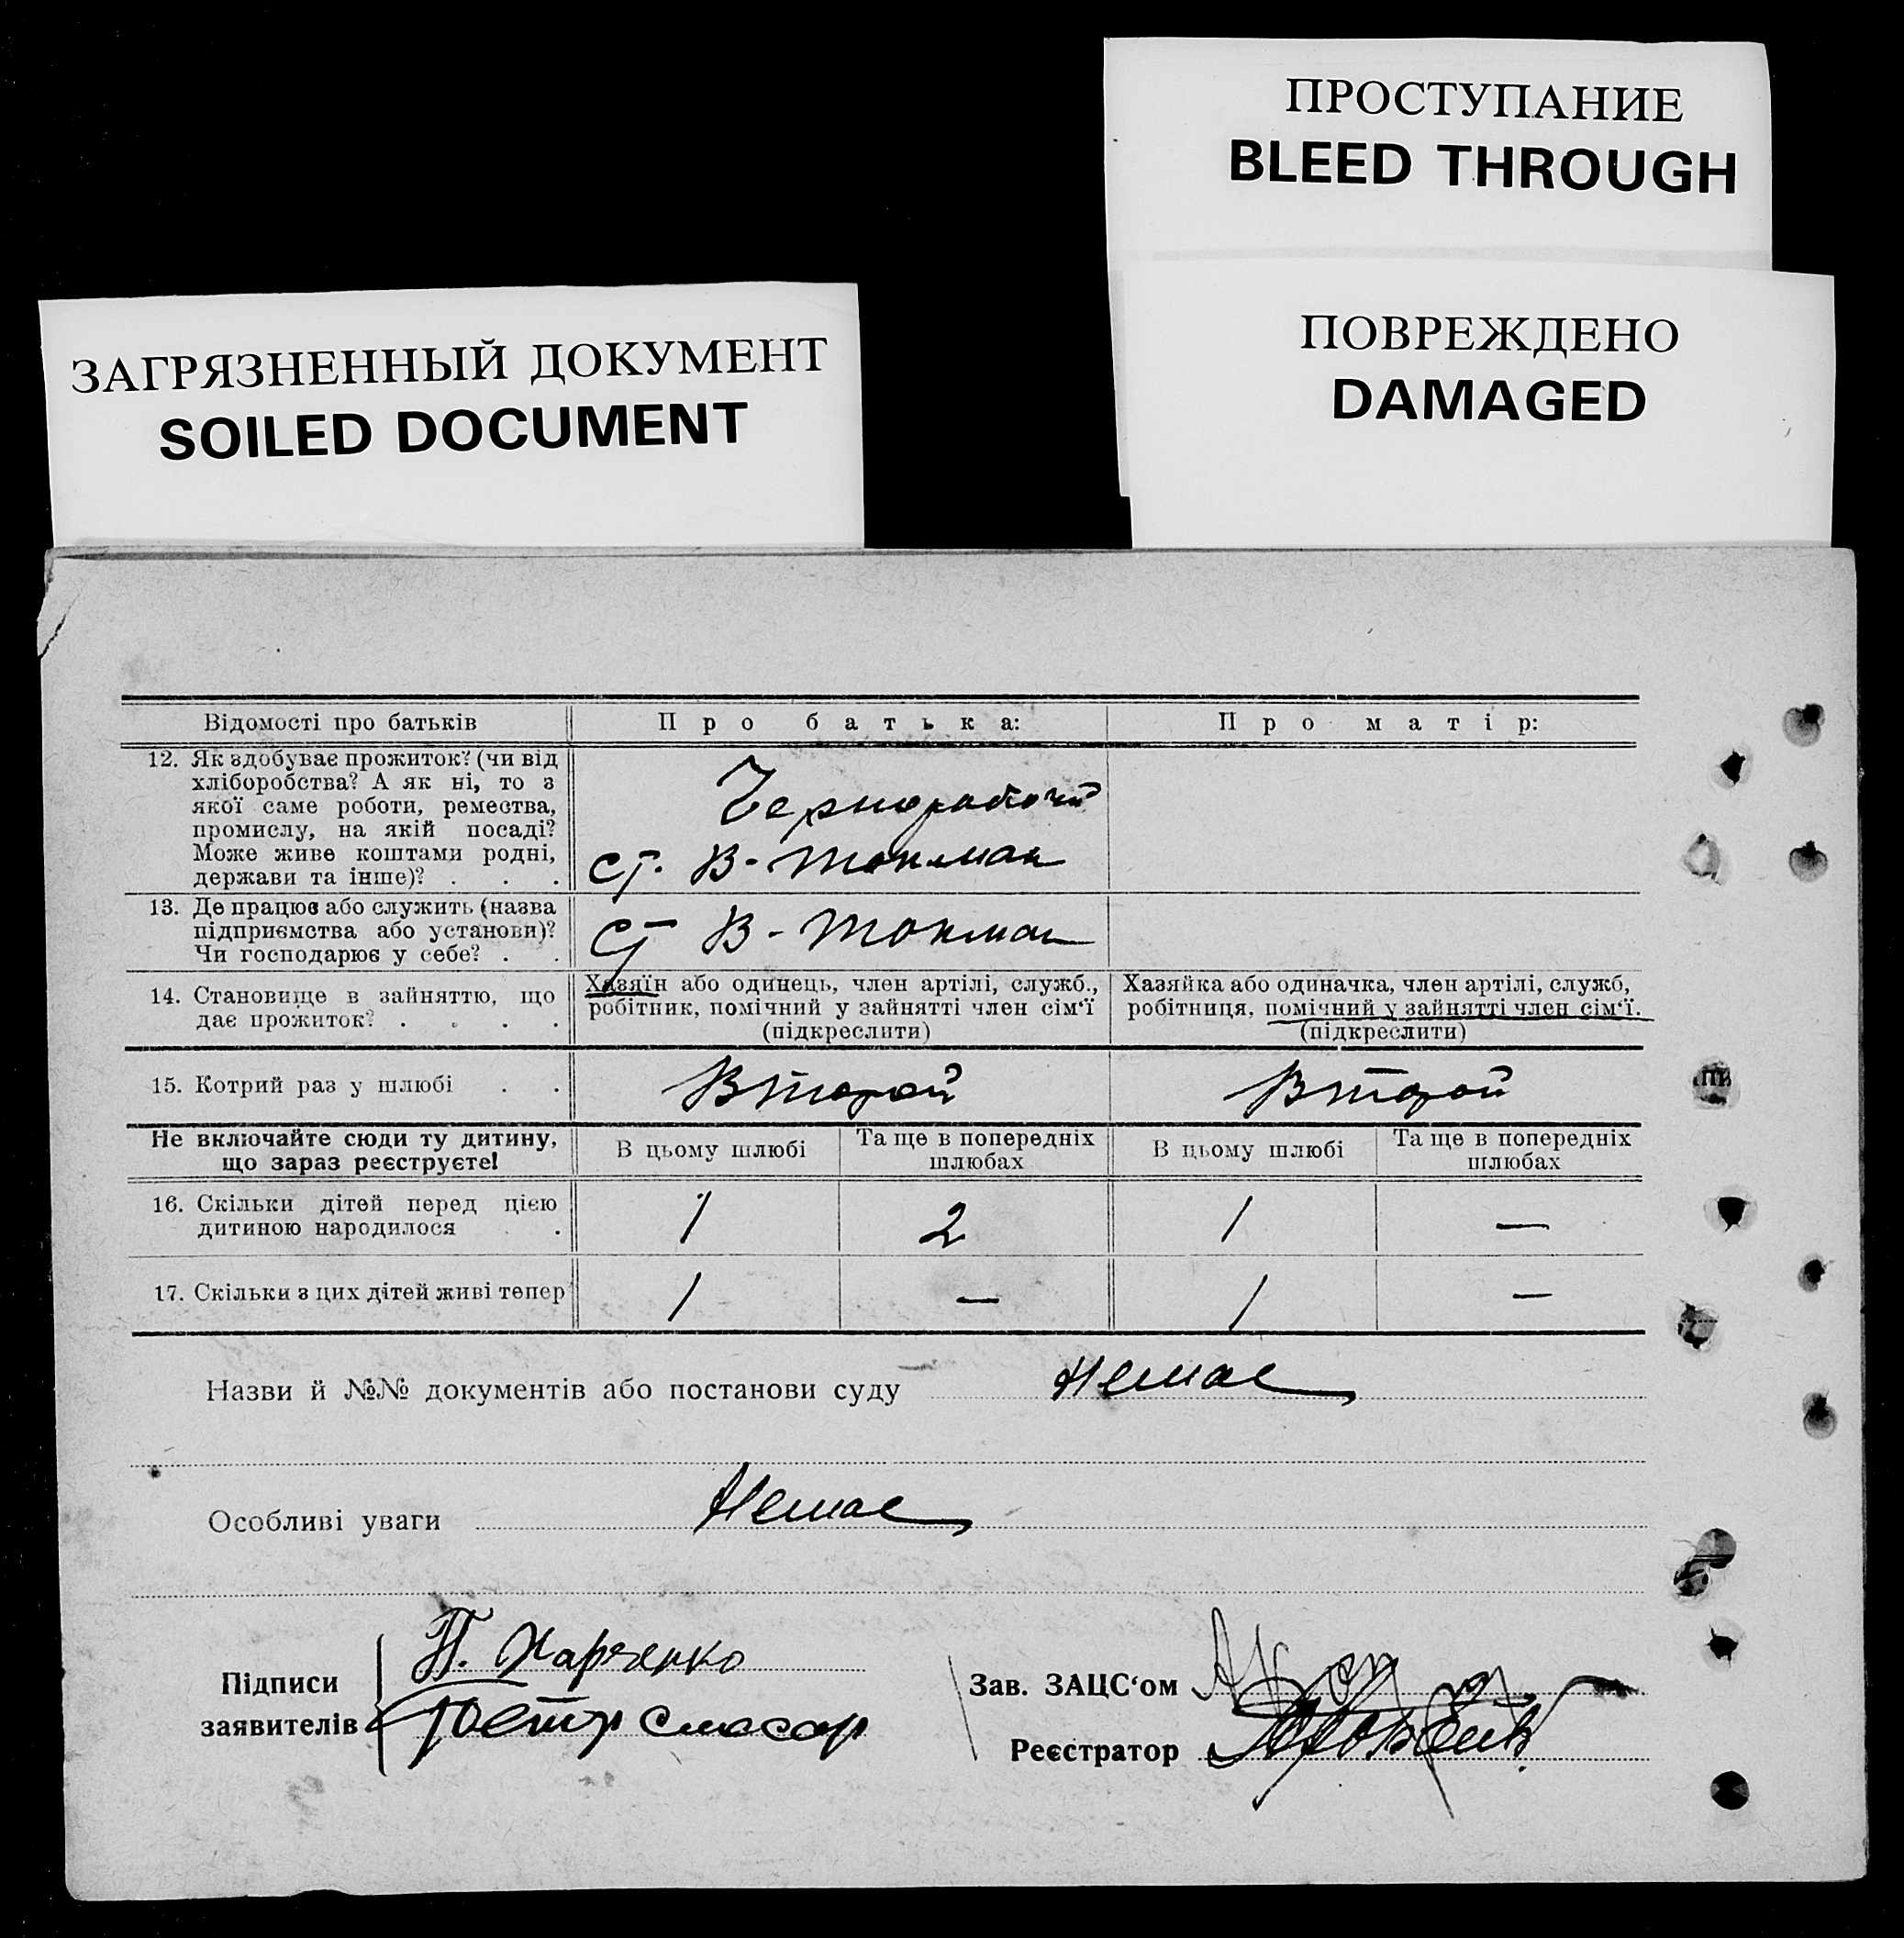 ПРОСТУПАНИЕ
BLEED THROUGH
ЗАГРЯЗНЕННЫЙ ДОКУМЕНТ
SOILED DOCUMENT
ПОВРЕЖДЕНО
DAMAGED
Відомості про батьків
Про батька:
Про матір:
12. Як здобуває прожиток? (чи від
хліборобства? А як ні, то з
якої саме роботи, ремества,
промислу, на якій посаді?
Може живе коштами родні,
держави та інше)? . . .
Чернорабочий
ст. В-Токмак
13. Де працює або служить (назва
підприємства або установи)?
Чи господарює у себе? . .
ст В-Токмак
14. Становище в зайняттю, що
дає прожиток? . . . .
Хазяїн або одинець, член артілі, служб.,
робітник, помічний у зайнятті член сім‘ї
(підкреслити)
Хазяйка або одиначка, член артілі, служб,
робітниця, помічний у зайнятті член сім‘ї.
(підкреслити)
15. Котрий раз у шлюбі . .
Второй
Второй
Не включайте сюди ту дитину,
що зараз реєструєте!
В цьому шлюбі
Та ще в попередніх
шлюбах
В цьому шлюбі
Та ще в попередніх
шлюбах
16. Скільки дітей перед цією
дитиною народилося . .
1
2
1
—
17. Скільки з цих дітей живі тепер
1
—
1
—
Назви й №№ документів або постанови суду Немає
Особливі уваги Немає
Підписи
заявителів
П. Харченко
Петр Слюсар
Зав. ЗАЦС‘ом
Реєстратор